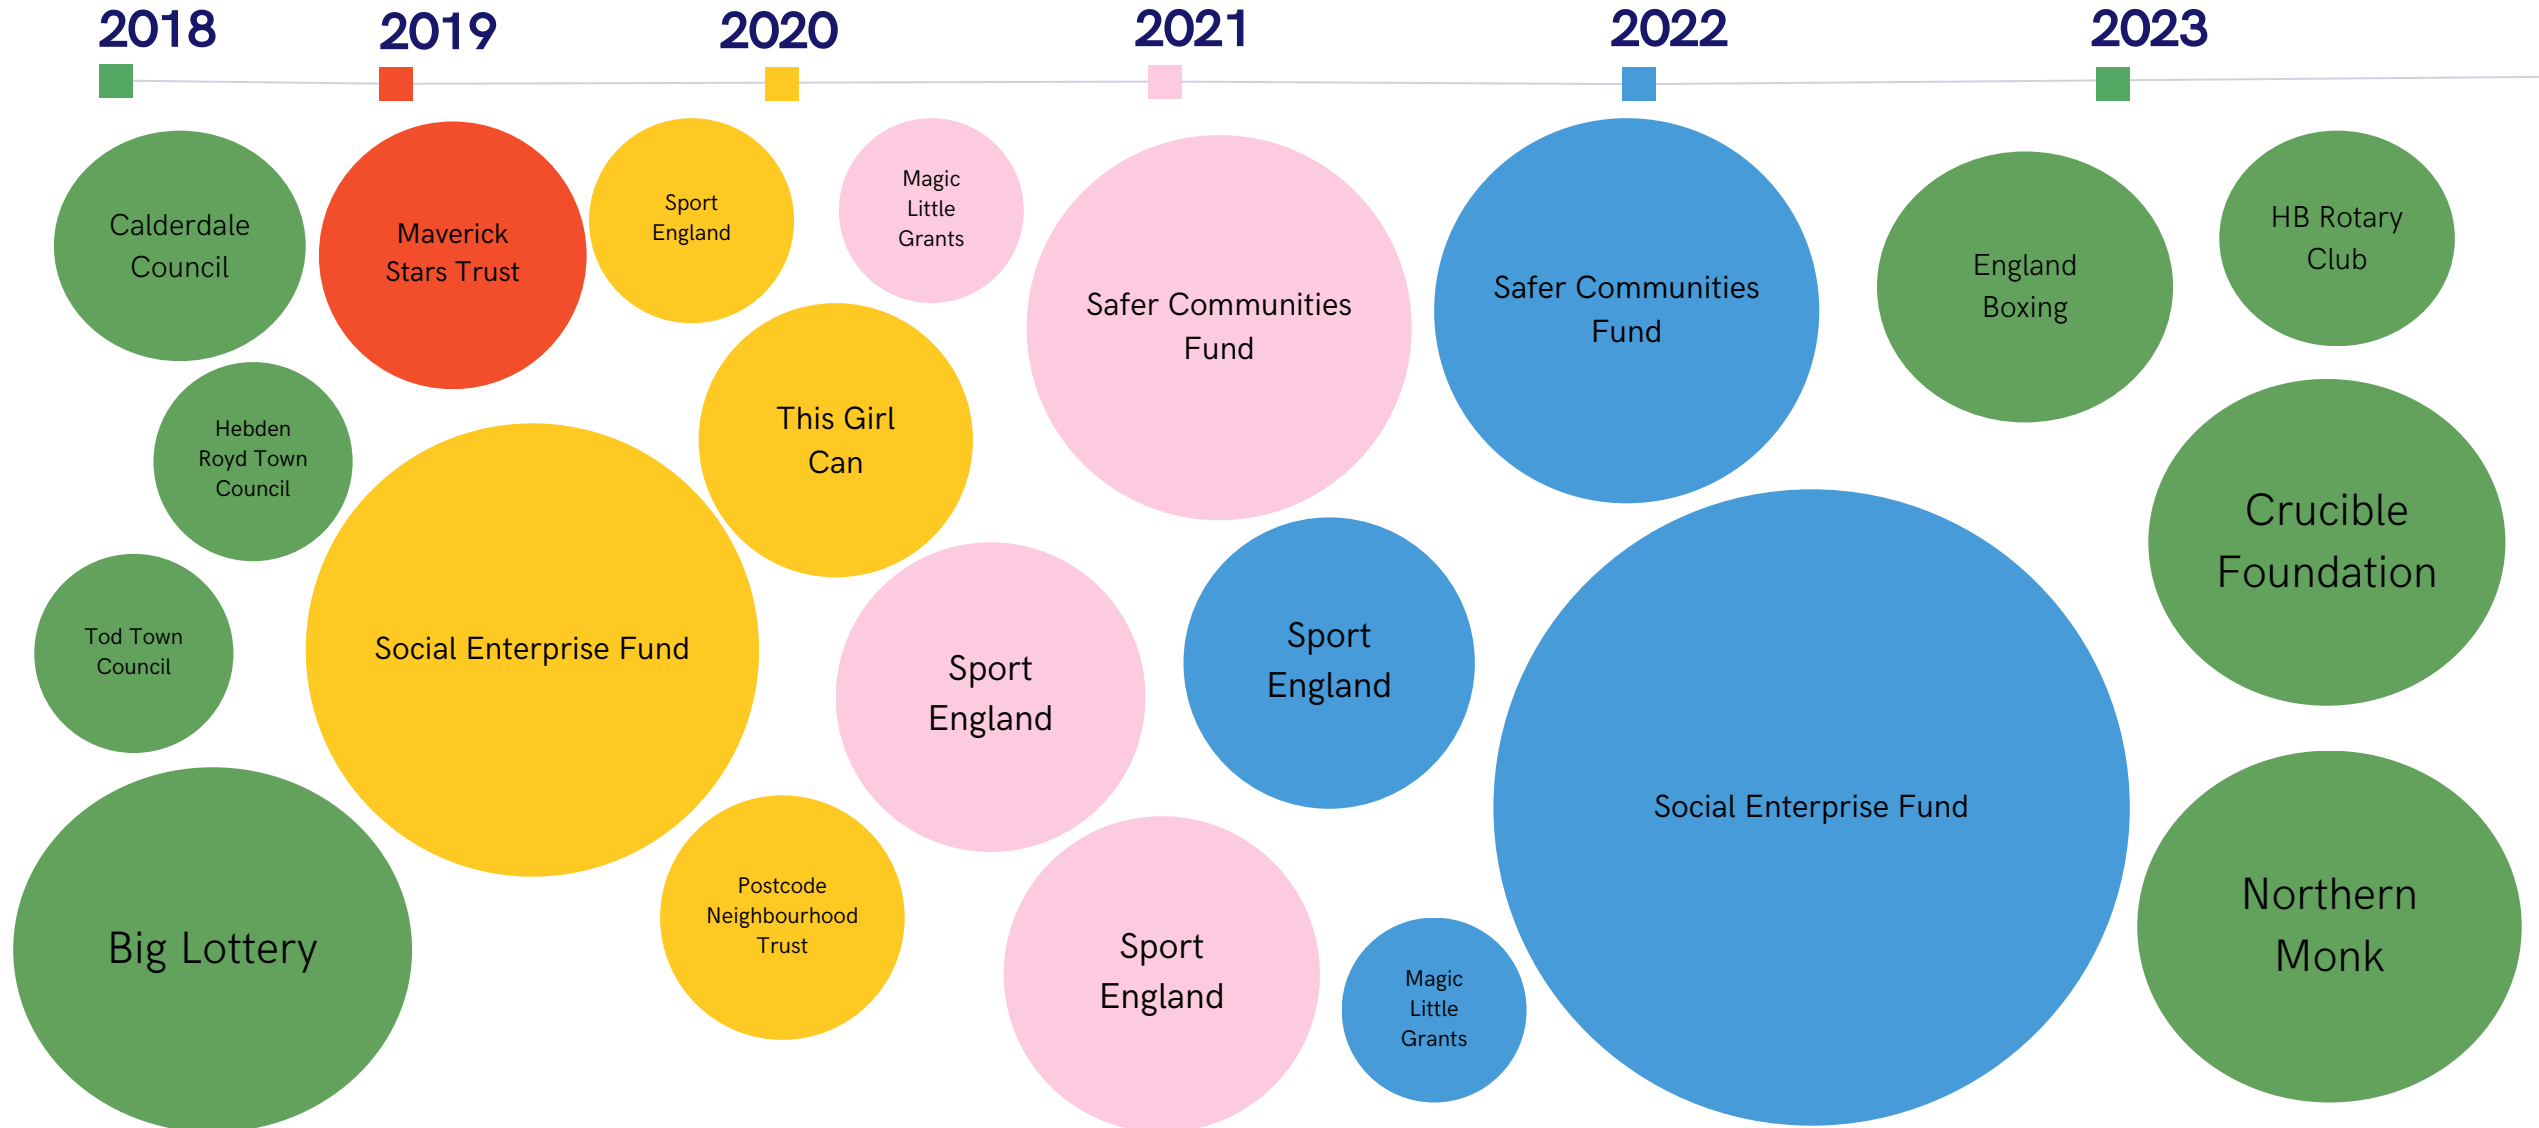 2018
2019
2020
2021
2022
2023
Calderdale
Council
Hebden
Royd Town
Council
Tod Town
Council
Big Lottery
Maverick
Stars Trust
Sport
England
This Girl
Can
Social Enterprise Fund
Postcode
Neighbourhood
Trust
Magic
Little
Grants
Safer Communities
Fund
Sport
England
Sport
England
Safer Communities
Fund
Sport
England
Social Enterprise Fund
Magic
Little
Grants
England
Boxing
HB Rotary
Club
Crucible
Foundation
Northern
Monk